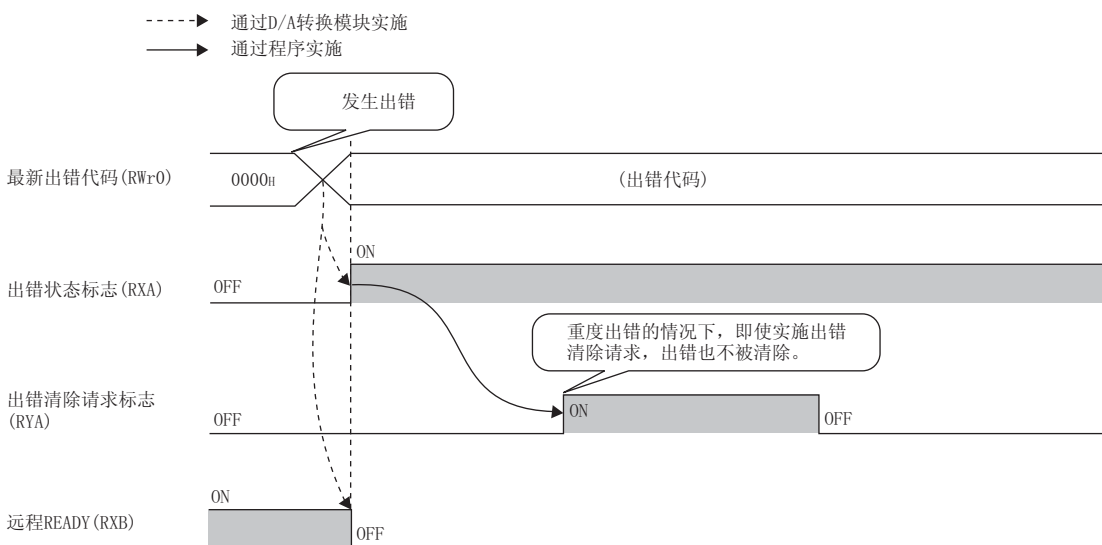 通过D/A转换模块实施
通过程序实施
发生出错
最新出错代码(RWr0)
0000H
(出错代码)
ON
出错状态标志(RXA)
OFF
重度出错的情况下，即使实施出错
清除请求，出错也不被清除。
出错清除请求标志
(RYA)
OFF
ON
OFF
ON
远程READY(RXB)
OFF